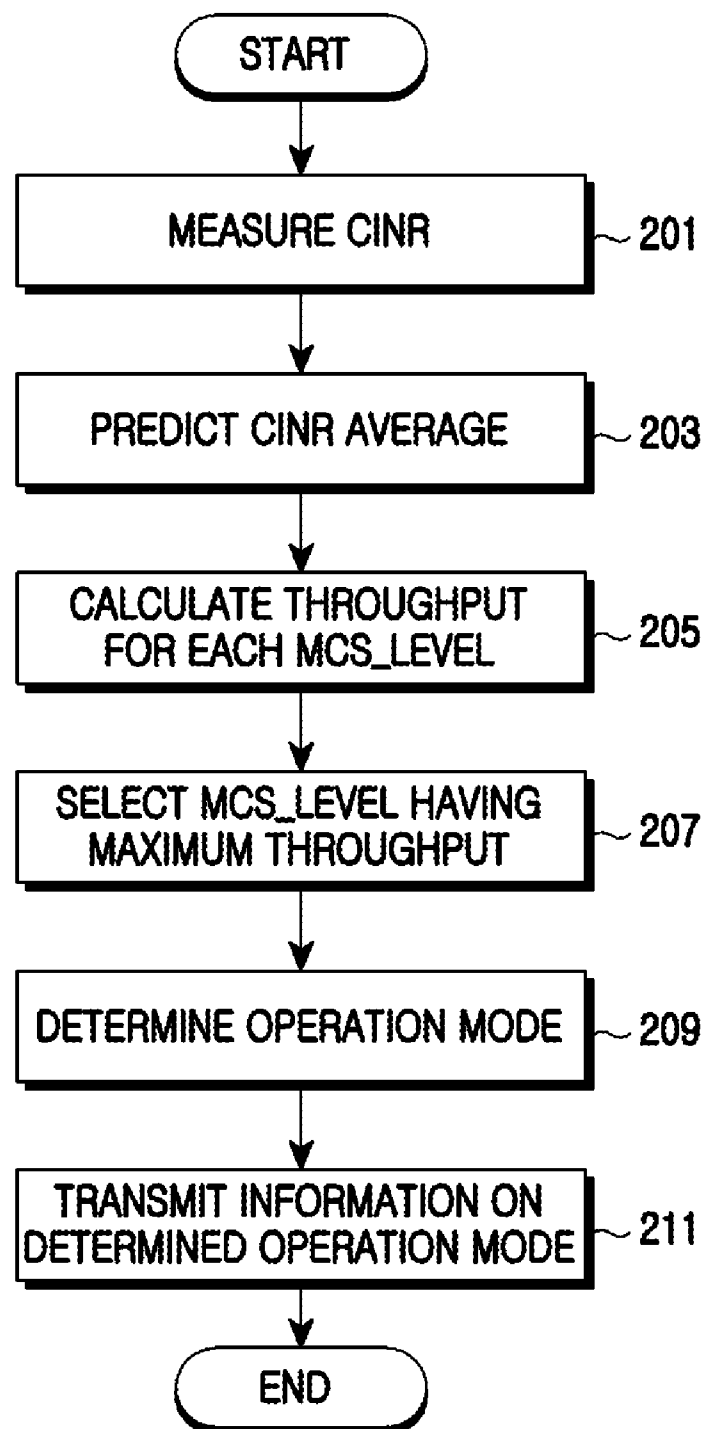 START
MEASURE CINR
201
PREDICT CINR AVERAGE
203
CALCULATE THROUGHPUT
FOR EACH MCS_LEVEL
205
SELECT MCS_LEVEL HAVING
MAXIMUM THROUGHPUT
207
DETERMINE OPERATION MODE
209
TRANSMIT INFORMATION ON
DETERMINED OPERATION MODE
211
END